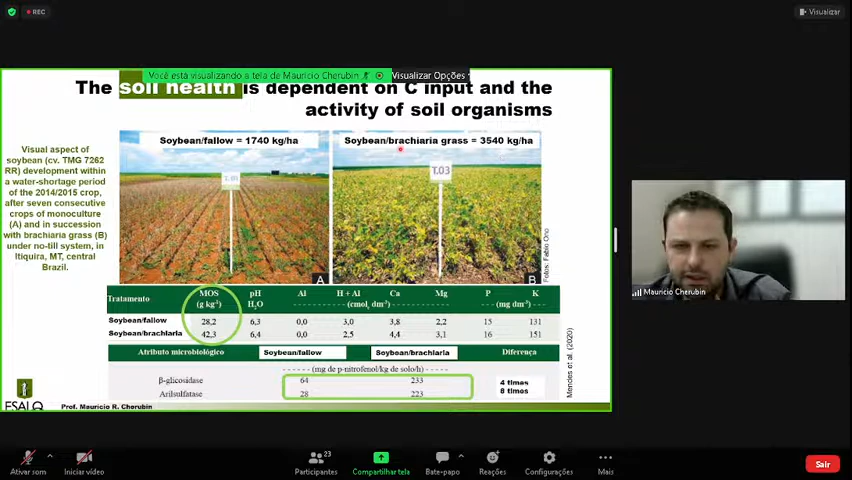 REC
Visualizar
Você está visualizando a tela de Mauricio Cherubin
Visualizar Opções
The soil health is dependent on C input and the
activity of soil organisms
Visual aspect of
soybean (cv. TMG 7262
RR) development within
a water-shortage period
of the 2014/2015 crop,
after seven consecutive
crops of monoculture
(A) and in succession
with brachiaria grass (B)
under no-till system, in
Itiquira, MT, central
Brazil.
Soybean/fallow = 1740 kg/ha
A
Soybean/brachiaria grass = 3540 kg/ha
T.03
B
Fotos: Fabio Ono
Tratamento MOS pH Al H + Al Ca Mg P K
(g kg-1) H2O - - - - - - - - - - (cmolc dm-3) - - - - - - - - - - (mg dm-3)
Soybean/fallow 28,2 6,3 0,0 3,0 3,8 2,2 15 131
Soybean/brachiaria 42,3 6,4 0,0 2,5 4,4 3,1 16 151
Atributo microbiológico Soybean/fallow Soybean/brachiaria Diferença
- - - - - - (mg de p-nitrofenol/kg de solo/h) - - - - - -
β-glicosidase 64 233 4 times
Arilsulfatase 28 223 8 times
Mendes et al. (2020)
ESALQ
Prof. Maurício R. Cherubin
Mauricio Cherubin
Ativar som
Iniciar vídeo
23
Participantes
Compartilhar tela
Bate-papo
Reações
Configurações
Mais
Sair